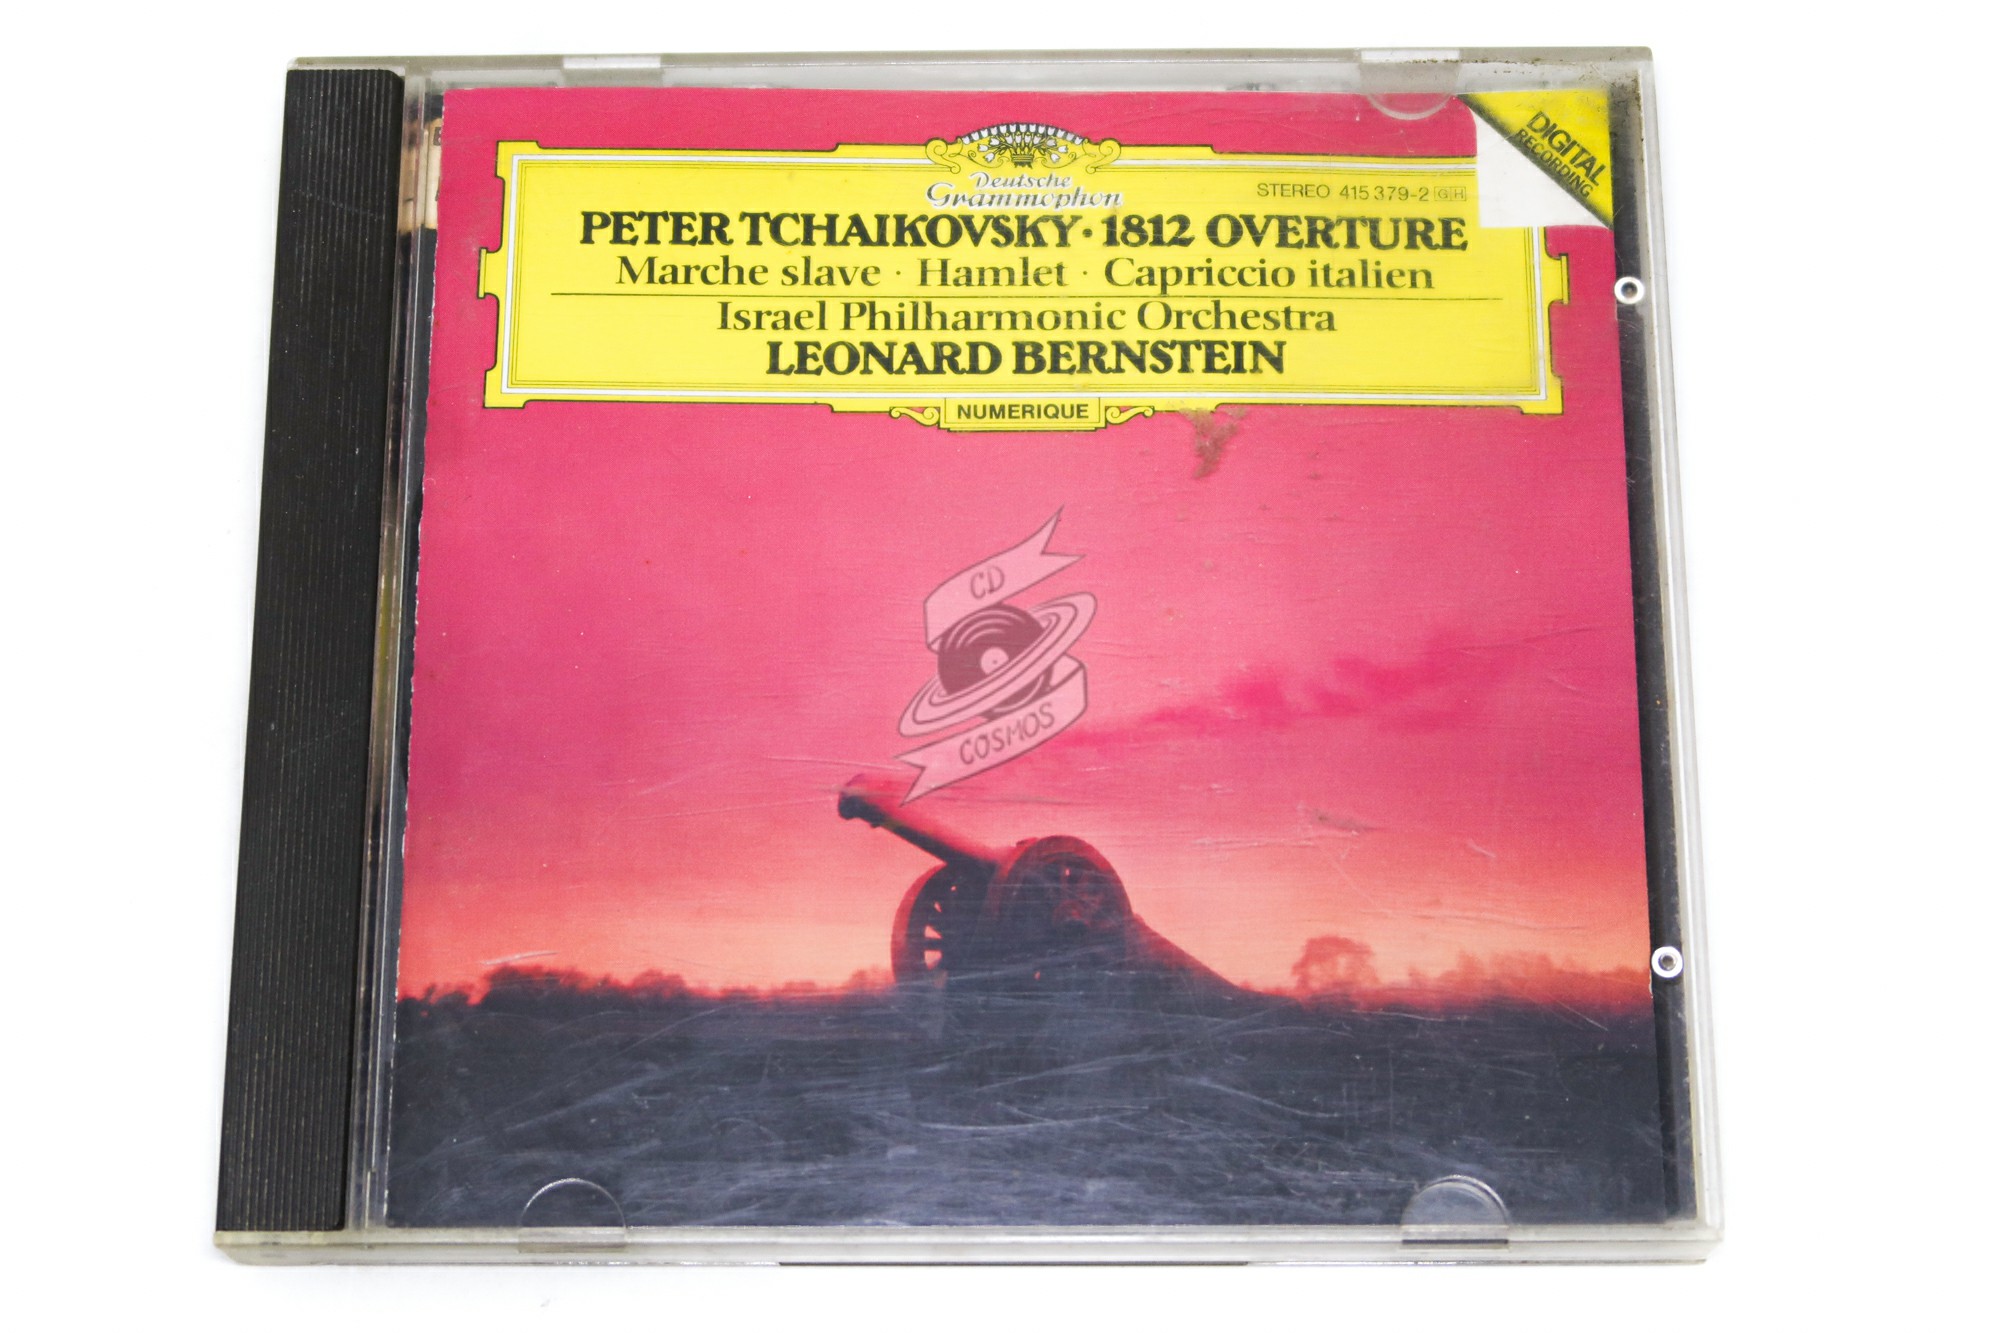 DIGITAL
RECORDING
Deutsche
Grammophon
STEREO 415 379-2 GH
PETER TCHAIKOVSKY · 1812 OVERTURE
Marche slave · Hamlet · Capriccio italien
Israel Philharmonic Orchestra
LEONARD BERNSTEIN
NUMERIQUE
CD
COSMOS